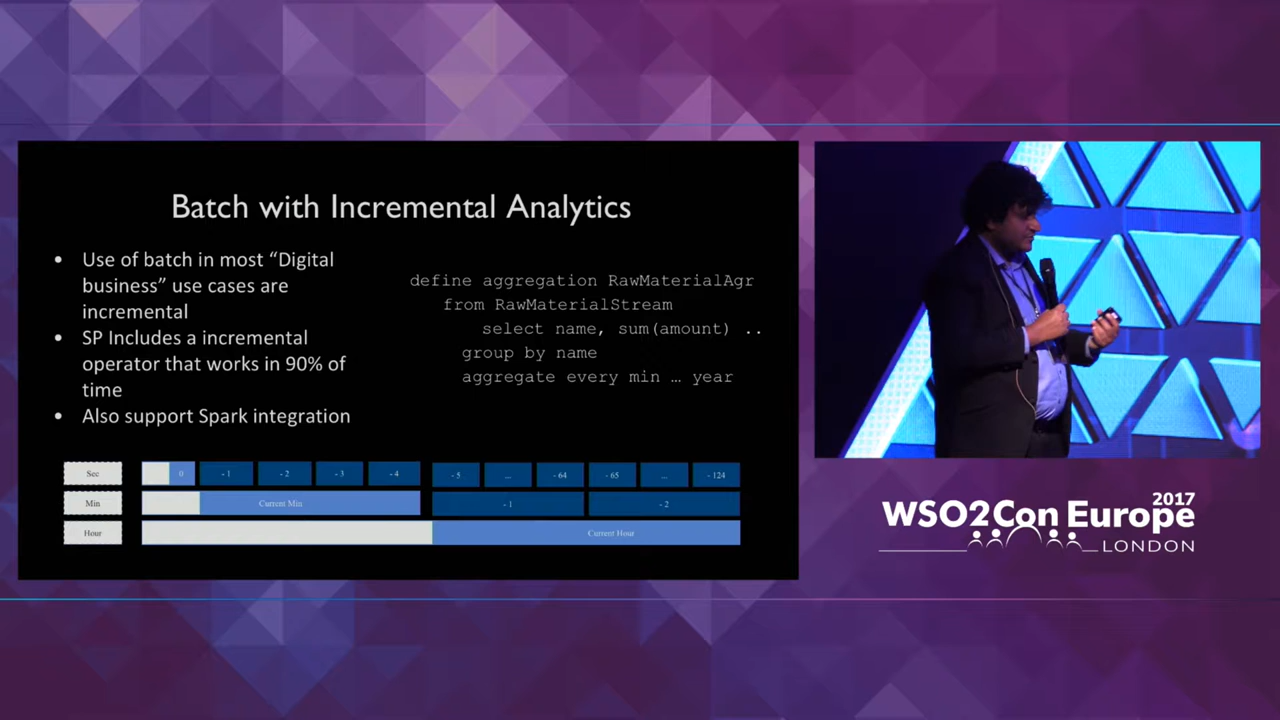 Batch with Incremental Analytics
• Use of batch in most “Digital
business” use cases are
incremental
• SP Includes a incremental
operator that works in 90% of
time
• Also support Spark integration
define aggregation RawMaterialAgr
from RawMaterialStream
select name, sum(amount) ..
group by name
aggregate every min … year
Sec 0 - 1 - 2 - 3 - 4 - 5 ... - 64 - 65 ... - 124
Min Current Min - 1 - 2
Hour Current Hour
WSO2Con Europe 2017
LONDON